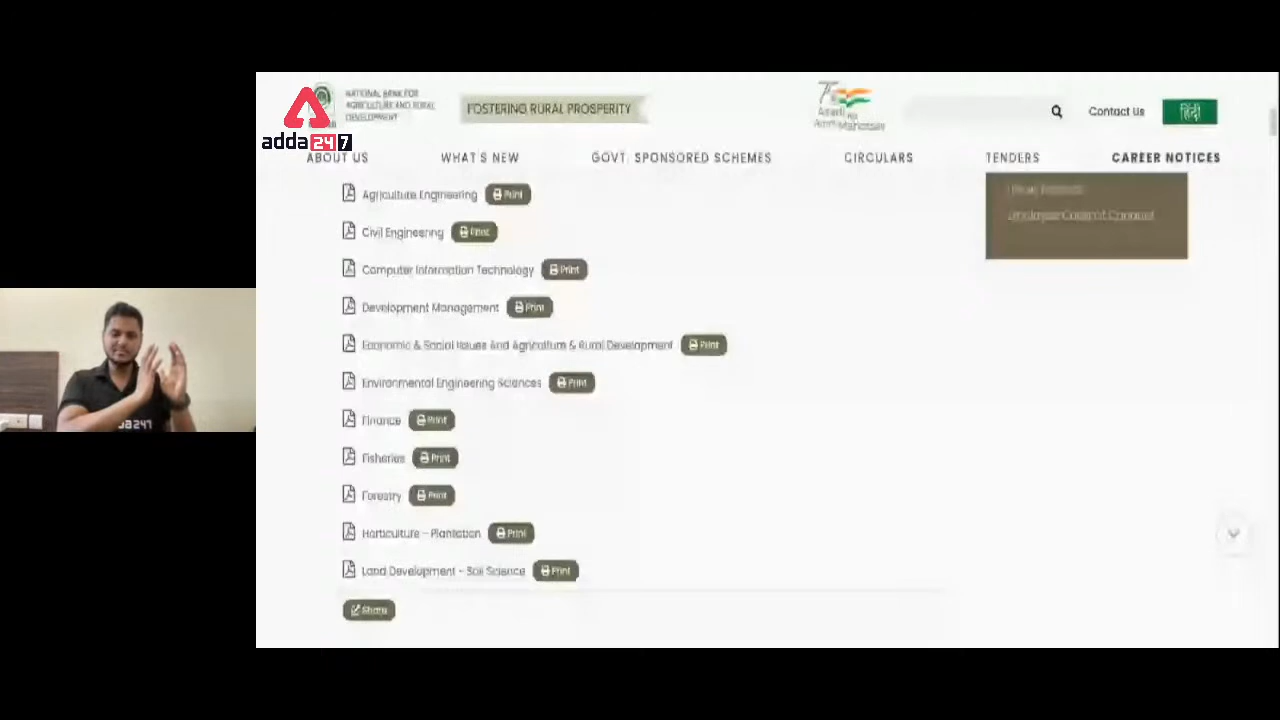 NATIONAL BANK FOR
AGRICULTURE AND RURAL
DEVELOPMENT
FOSTERING RURAL PROSPERITY
Contact Us
हिंदी
adda247
ABOUT US
WHAT'S NEW
GOVT. SPONSORED SCHEMES
CIRCULARS
TENDERS
CAREER NOTICES
Agriculture Engineering Print
Civil Engineering Print
Computer Information Technology Print
Development Management Print
Economic & Social Issues And Agriculture & Rural Development Print
Environmental Engineering Sciences Print
Finance Print
Fisheries Print
Forestry Print
Horticulture - Plantation Print
Land Development - Soil Science Print
Share